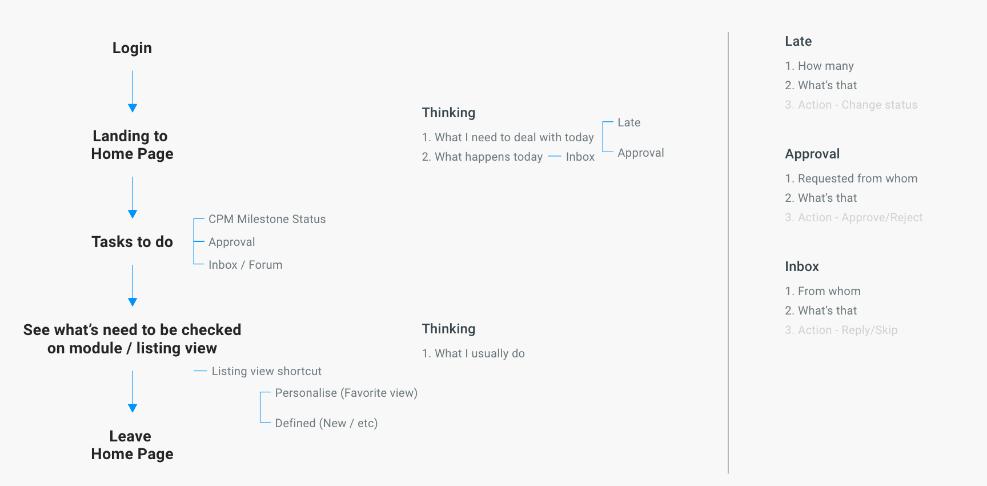 Login
Landing to
Home Page
Thinking
1. What I need to deal with today
Late
Approval
2. What happens today
Inbox
Tasks to do
CPM Milestone Status
Approval
Inbox / Forum
See what's need to be checked
on module / listing view
Thinking
1. What I usually do
Listing view shortcut
Personalise (Favorite view)
Defined (New / etc)
Leave
Home Page
Late
1. How many
2. What's that
3. Action - Change status
Approval
1. Requested from whom
2. What's that
3. Action - Approve/Reject
Inbox
1. From whom
2. What's that
3. Action - Reply/Skip